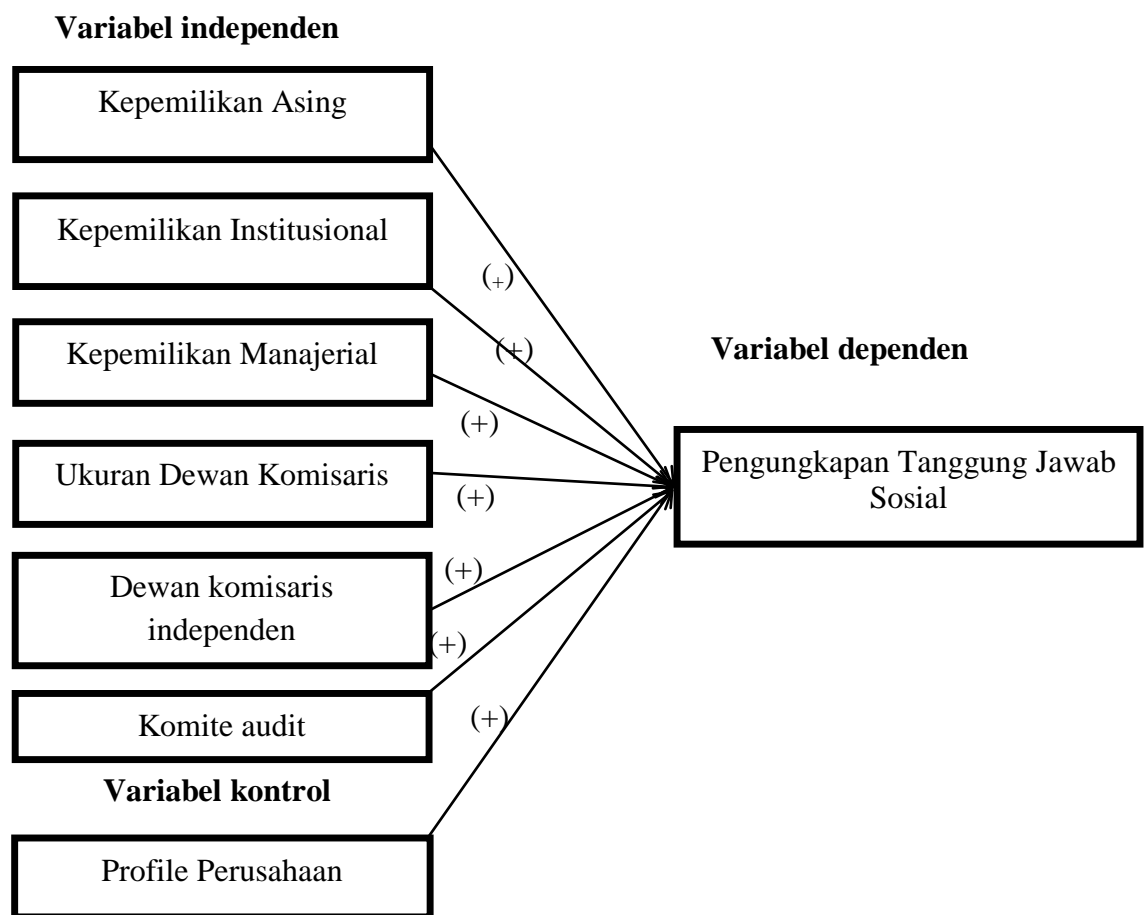 Variabel independen
Kepemilikan Asing
Kepemilikan Institusional
(+)
(+)
Kepemilikan Manajerial
Variabel dependen
(+)
Ukuran Dewan Komisaris
(+)
Pengungkapan Tanggung Jawab
Sosial
Dewan komisaris
independen
(+)
(+)
Komite audit
(+)
Variabel kontrol
Profile Perusahaan